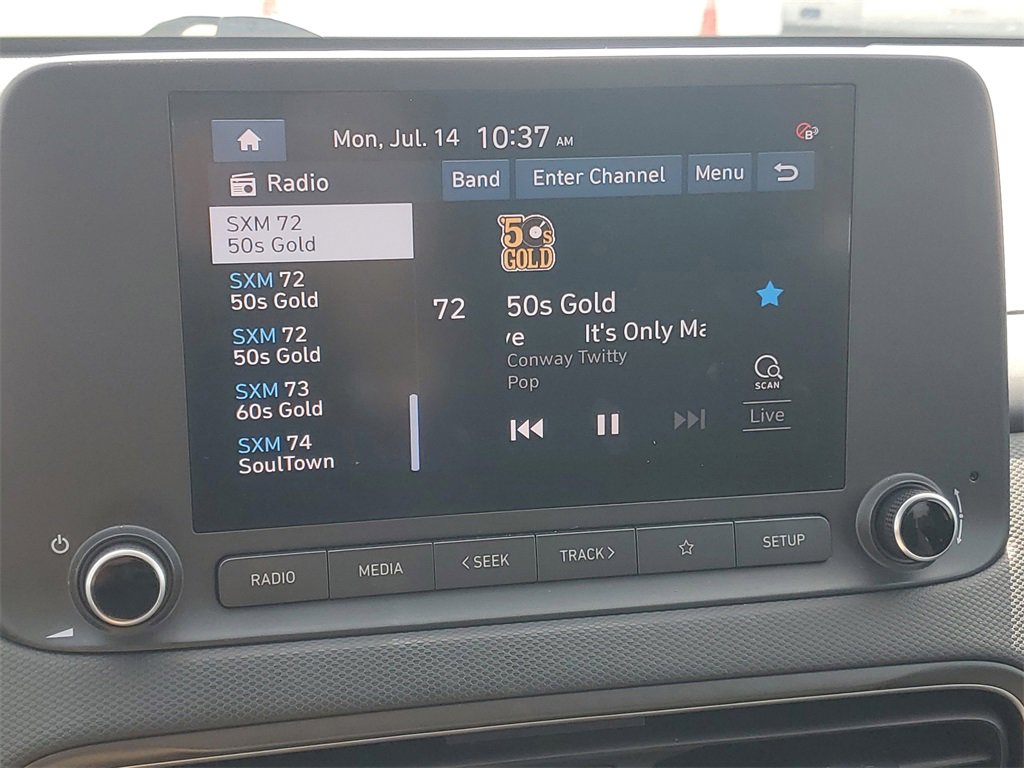 Mon, Jul. 14 10:37 AM
B
Radio
Band
Enter Channel
Menu
SXM 72
50s Gold
SXM 72
50s Gold
SXM 72
50s Gold
SXM 73
60s Gold
SXM 74
SoulTown
'50s
GOLD
72
50s Gold
ve It's Only Ma
Conway Twitty
Pop
SCAN
Live
RADIO
MEDIA
< SEEK
TRACK >
SETUP